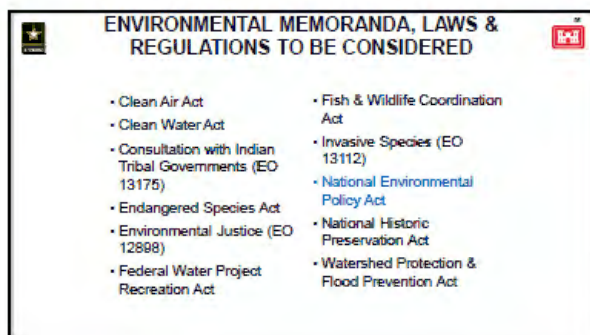 ENVIRONMENTAL MEMORANDA, LAWS &
REGULATIONS TO BE CONSIDERED
• Clean Air Act
• Clean Water Act
• Consultation with Indian
Tribal Governments (EO
13175)
• Endangered Species Act
• Environmental Justice (EO
12898)
• Federal Water Project
Recreation Act
• Fish & Wildlife Coordination
Act
• Invasive Species (EO
13112)
• National Environmental
Policy Act
• National Historic
Preservation Act
• Watershed Protection &
Flood Prevention Act